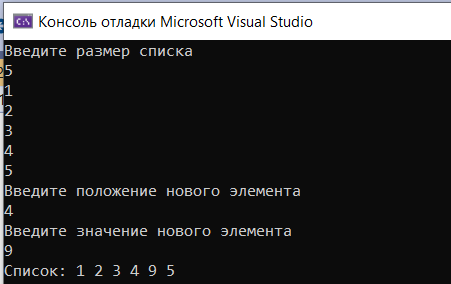 Консоль отладки Microsoft Visual Studio
Введите размер списка
5
1
2
3
4
5
Введите положение нового элемента
4
Введите значение нового элемента
9
Список: 1 2 3 4 9 5